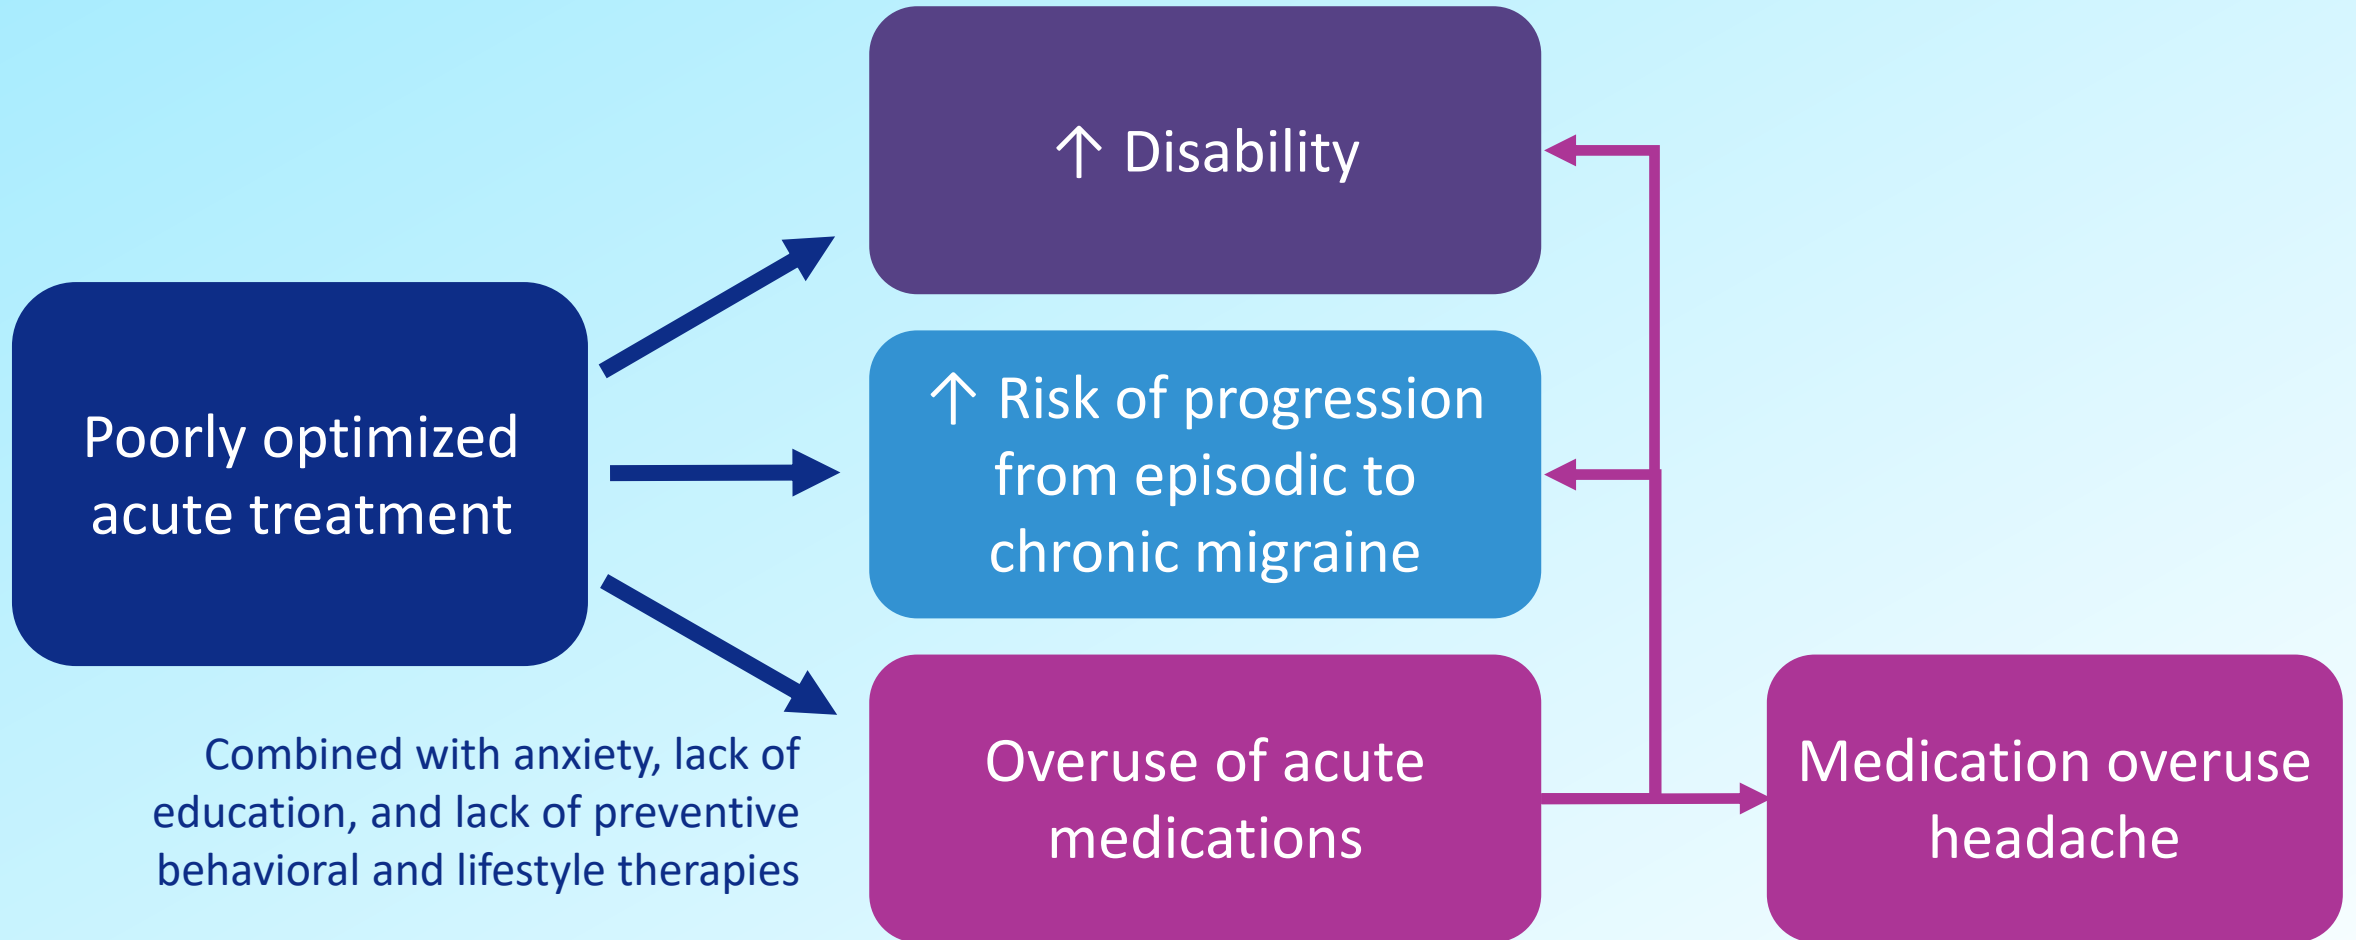 ↑ Disability
Poorly optimized
acute treatment
↑ Risk of progression
from episodic to
chronic migraine
Combined with anxiety, lack of
education, and lack of preventive
behavioral and lifestyle therapies
Overuse of acute
medications
Medication overuse
headache